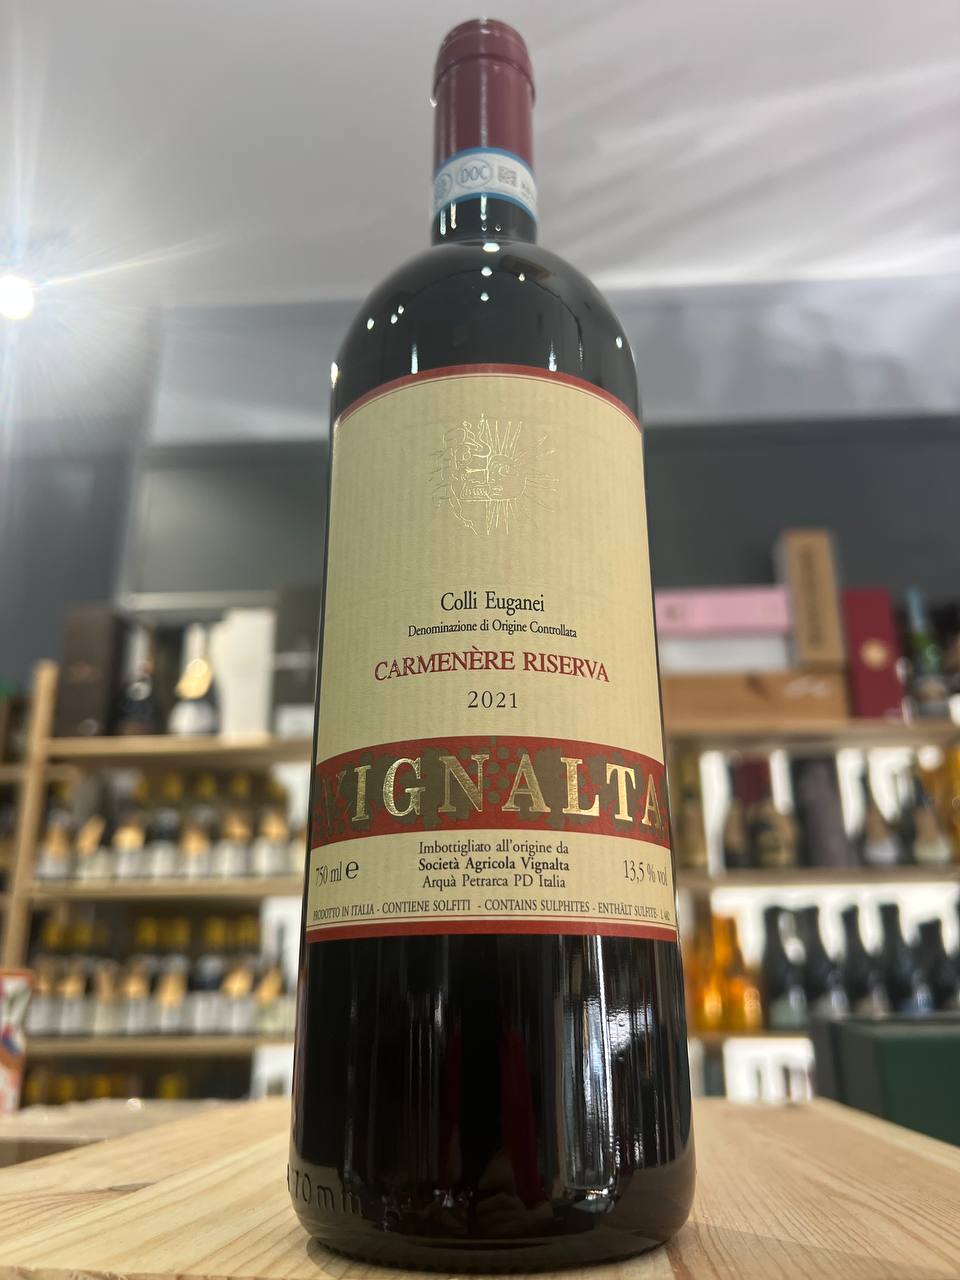 DOC
Colli Euganei
Denominazione di Origine Controllata
CARMENÈRE RISERVA
2021
VIGNALTA
Imbottigliato all'origine da
750 ml e
Società Agricola Vignalta
13,5 % vol
Arquà Petrarca PD Italia
PRODOTTO IN ITALIA - CONTIENE SOLFITI - CONTAINS SULPHITES - ENTHÄLT SULFITE
70mm